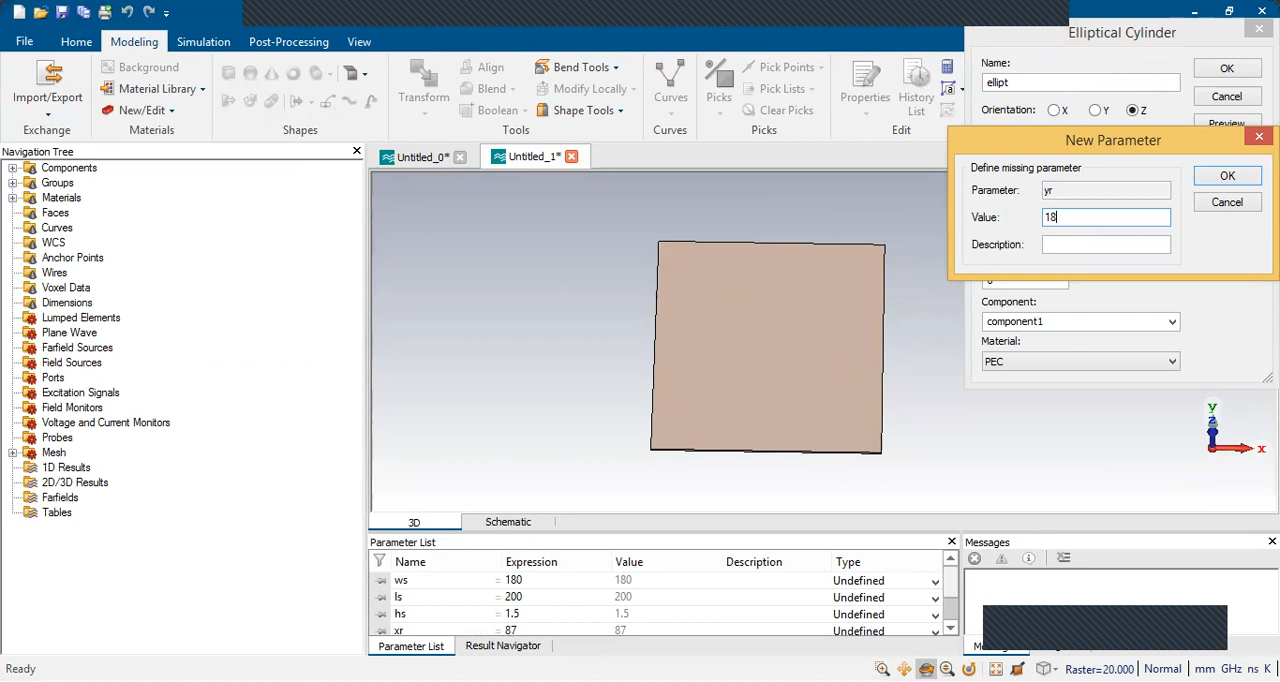 File Home Modeling Simulation Post-Processing View
Import/Export
Exchange
Background
Material Library
New/Edit
Materials
Shapes
Transform
Align
Blend
Boolean
Bend Tools
Modify Locally
Shape Tools
Tools
Curves
Curves
Picks
Pick Points
Pick Lists
Clear Picks
Picks
Properties
History
List
Edit
Elliptical Cylinder
Name:
ellipt
Orientation: X Y Z
OK
Cancel
Preview
New Parameter
Define missing parameter
Parameter: yr
Value: 18
Description:
OK
Cancel
Component:
component1
Material:
PEC
Navigation Tree
Components
Groups
Materials
Faces
Curves
WCS
Anchor Points
Wires
Voxel Data
Dimensions
Lumped Elements
Plane Wave
Farfield Sources
Field Sources
Ports
Excitation Signals
Field Monitors
Voltage and Current Monitors
Probes
Mesh
1D Results
2D/3D Results
Farfields
Tables
Untitled_0* Untitled_1*
y
z
x
3D Schematic
Parameter List
Name Expression Value Description Type
ws = 180 180 Undefined
ls = 200 200 Undefined
hs = 1.5 1.5 Undefined
xr = 87 87 Undefined
Parameter List Result Navigator
Messages
Ready
Raster=20.000 Normal mm GHz ns K